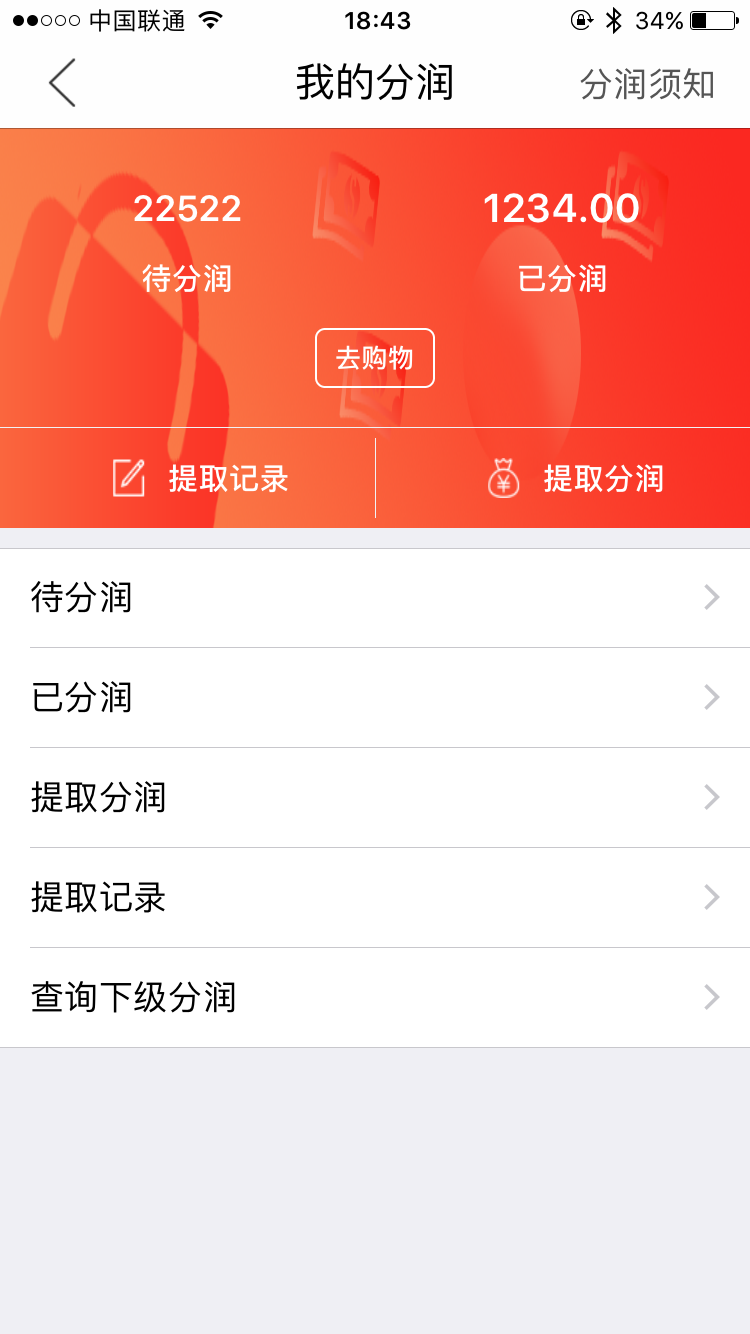 中国联通 18:43 34%
我的分润 分润须知
22522 1234.00
待分润 已分润
去购物
提取记录 提取分润
待分润
已分润
提取分润
提取记录
查询下级分润